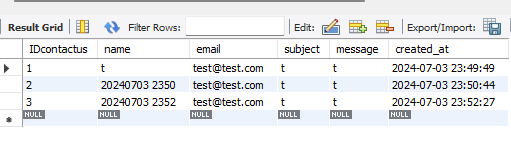 Result Grid Filter Rows: Edit: Export/Import:
IDcontactus name email subject message created_at
1 t test@test.com t t 2024-07-03 23:49:49
2 20240703 2350 test@test.com t t 2024-07-03 23:50:44
3 20240703 2352 test@test.com t t 2024-07-03 23:52:27
NULL NULL NULL NULL NULL NULL